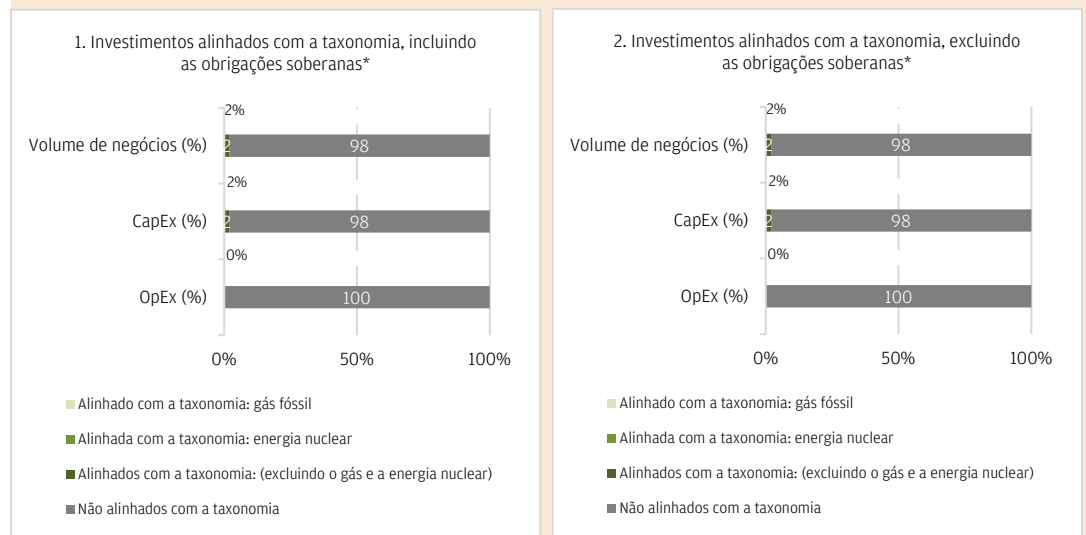 1. Investimentos alinhados com a taxonomia, incluindo
as obrigações soberanas*
2%
Volume de negócios (%) 2 98
2%
CapEx (%) 2 98
0%
OpEx (%) 100
0% 50% 100%
Alinhado com a taxonomia: gás fóssil
Alinhada com a taxonomia: energia nuclear
Alinhados com a taxonomia: (excluindo o gás e a energia nuclear)
Não alinhados com a taxonomia
2. Investimentos alinhados com a taxonomia, excluindo
as obrigações soberanas*
2%
Volume de negócios (%) 2 98
2%
CapEx (%) 2 98
0%
OpEx (%) 100
0% 50% 100%
Alinhado com a taxonomia: gás fóssil
Alinhada com a taxonomia: energia nuclear
Alinhados com a taxonomia: (excluindo o gás e a energia nuclear)
Não alinhados com a taxonomia